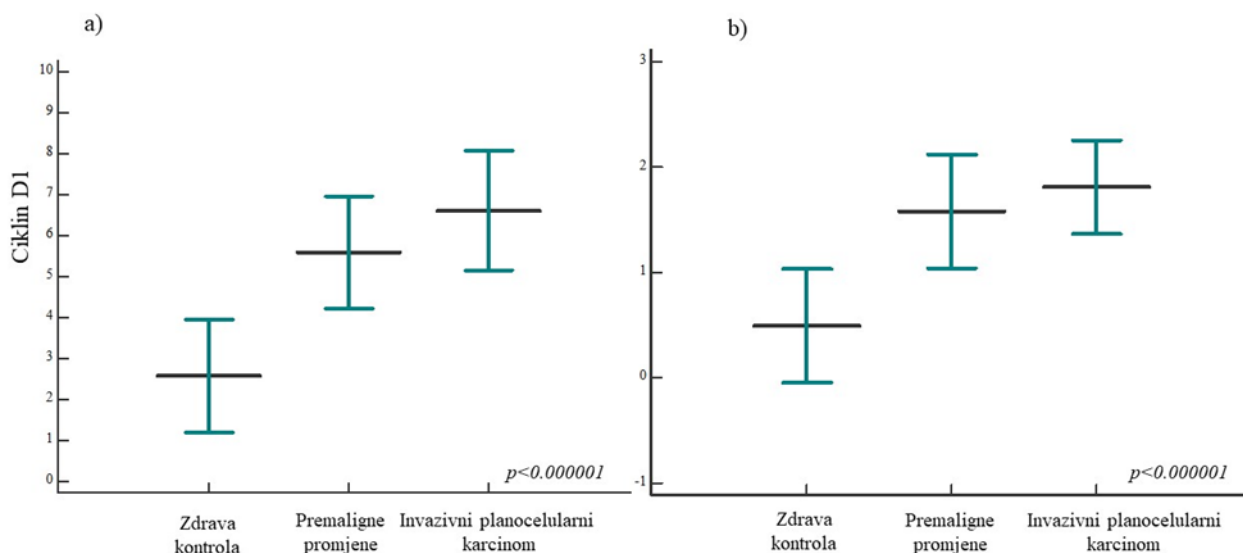 a)
Ciklin D1
10
9
8
7
6
5
4
3
2
1
0
p<0.000001
Zdrava
kontrola
Premaligne
promjene
Invazivni planocelularni
karcinom
b)
3
2
1
0
-1
p<0.000001
Zdrava
kontrola
Premaligne
promjene
Invazivni planocelularni
karcinom